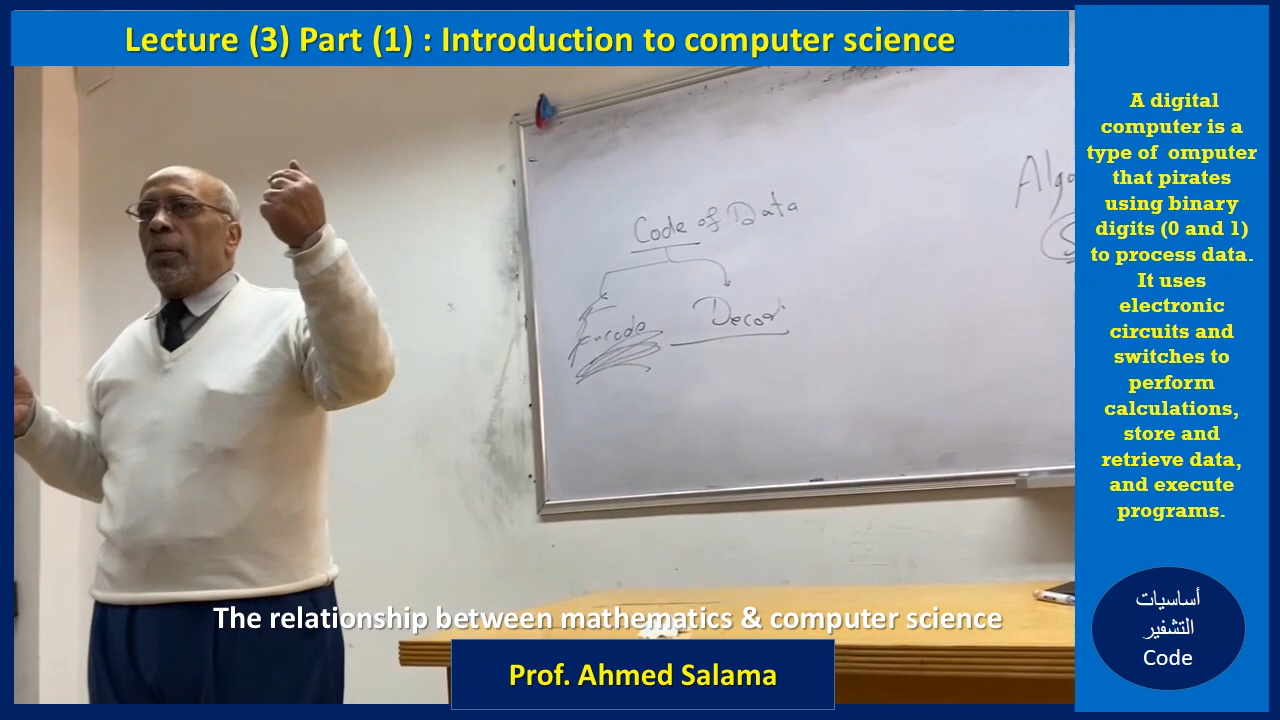 Lecture (3) Part (1) : Introduction to computer science
Code of Data
encode
The relationship between mathematics & computer science
Prof. Ahmed Salama
A digital
computer is a
type of omputer
that pirates
using binary
digits (0 and 1)
to process data.
It uses
electronic
circuits and
switches to
perform
calculations,
store and
retrieve data,
and execute
programs.
أساسيات
التشفير
Code